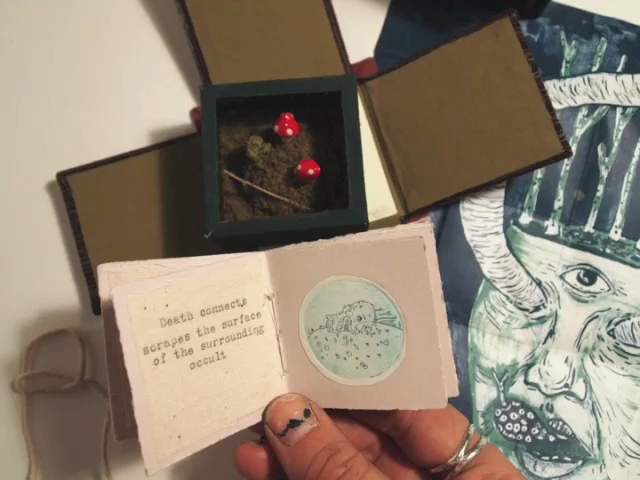 Death connects
scrapes the surface
of the surrounding
occult